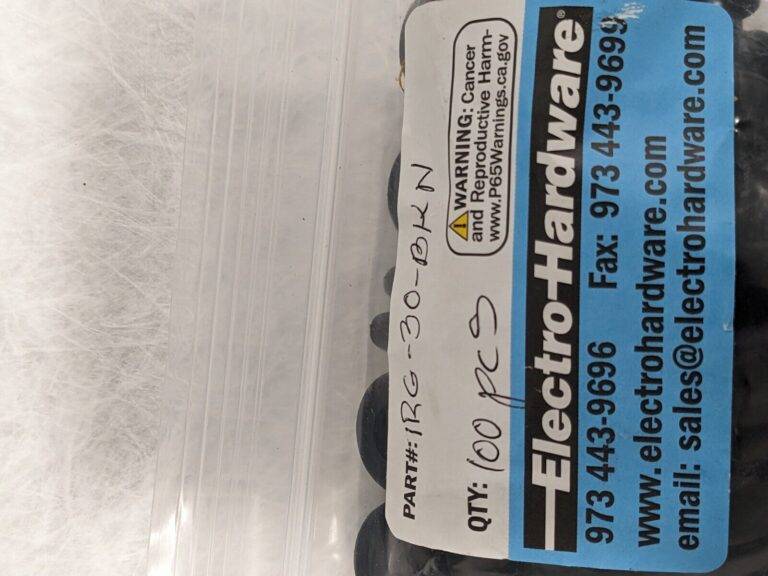 PART#: IRG-30-BKN
QTY: 100 pcs
⚠ WARNING: Cancer
and Reproductive Harm-
www.P65Warnings.ca.gov
Electro-Hardware®
973 443-9696 Fax: 973 443-9699
www.electrohardware.com
email: sales@electrohardware.com